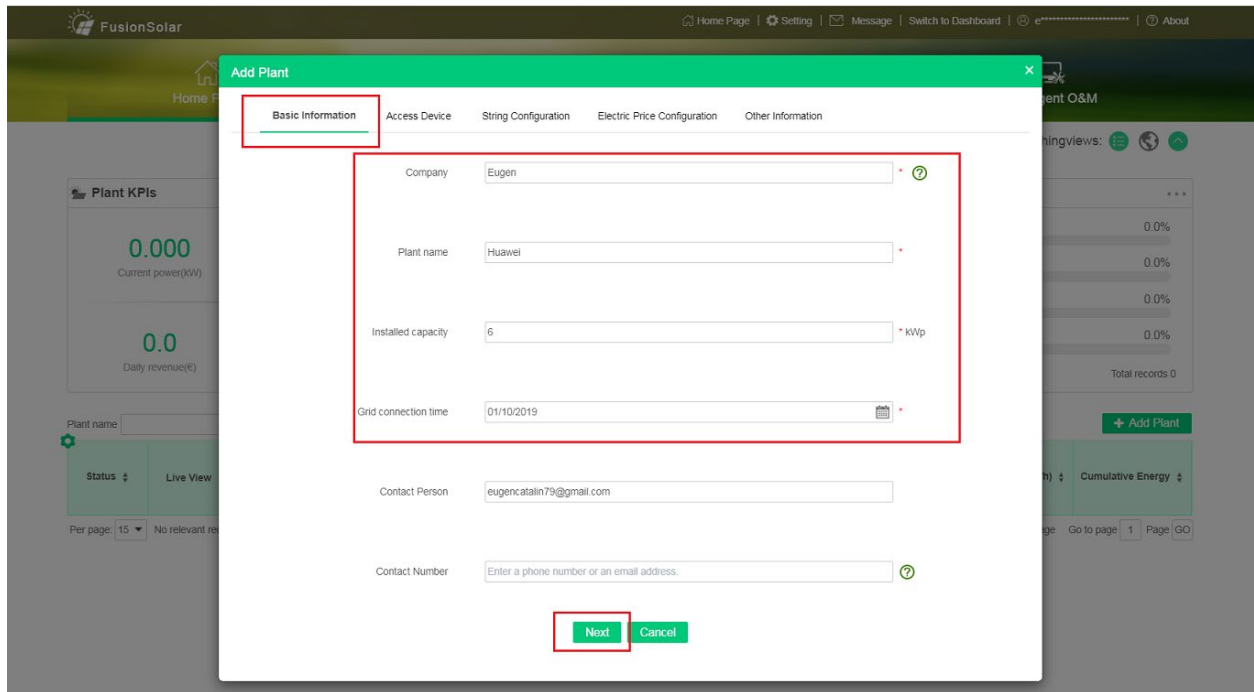 FusionSolar
Home Page | Setting | Message | Switch to Dashboard | e************************ | About
Home P
gent O&M
Add Plant
×
Basic Information
Access Device
String Configuration
Electric Price Configuration
Other Information
hingviews:
Company
Eugen
*
Plant name
Huawei
*
Installed capacity
6
* kWp
Grid connection time
01/10/2019
*
Contact Person
eugencatalin79@gmail.com
Contact Number
Enter a phone number or an email address.
Next
Cancel
Plant KPIs
0.000
Current power(kW)
0.0
Daily revenue(€)
0.0%
0.0%
0.0%
0.0%
Total records 0
Plant name
+ Add Plant
Status
Live View
h)
Cumulative Energy
Per page: 15
No relevant re
age
Go to page 1 Page GO